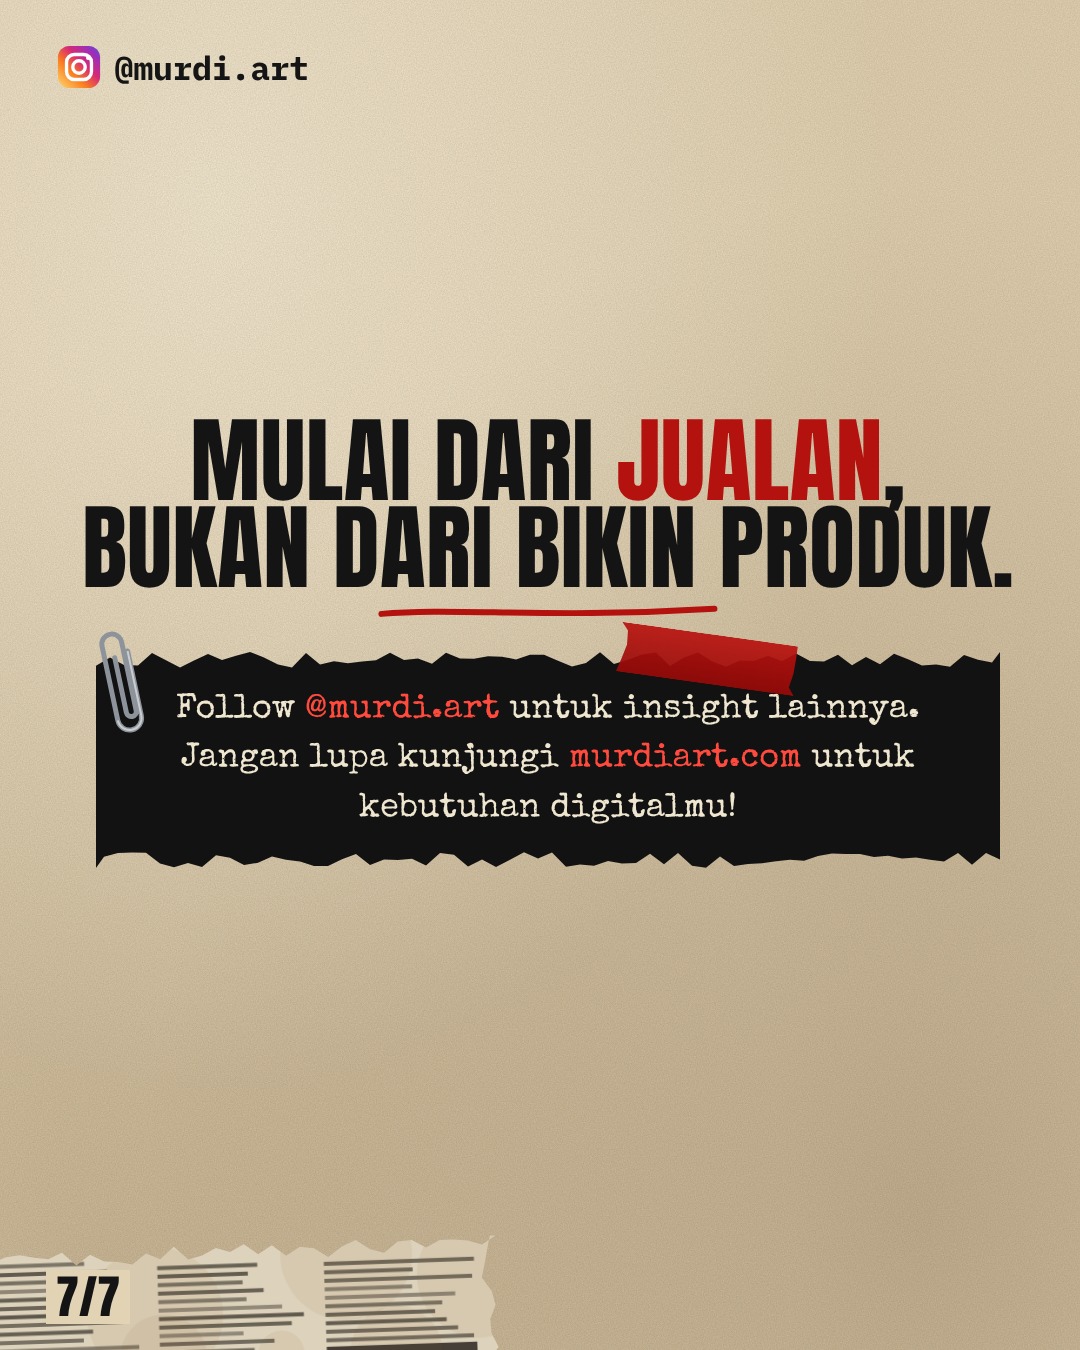 @murdi.art
MULAI DARI JUALAN,
BUKAN DARI BIKIN PRODUK.
Follow @murdi.art untuk insight lainnya.
Jangan lupa kunjungi murdiart.com untuk
kebutuhan digitalmu!
7/7